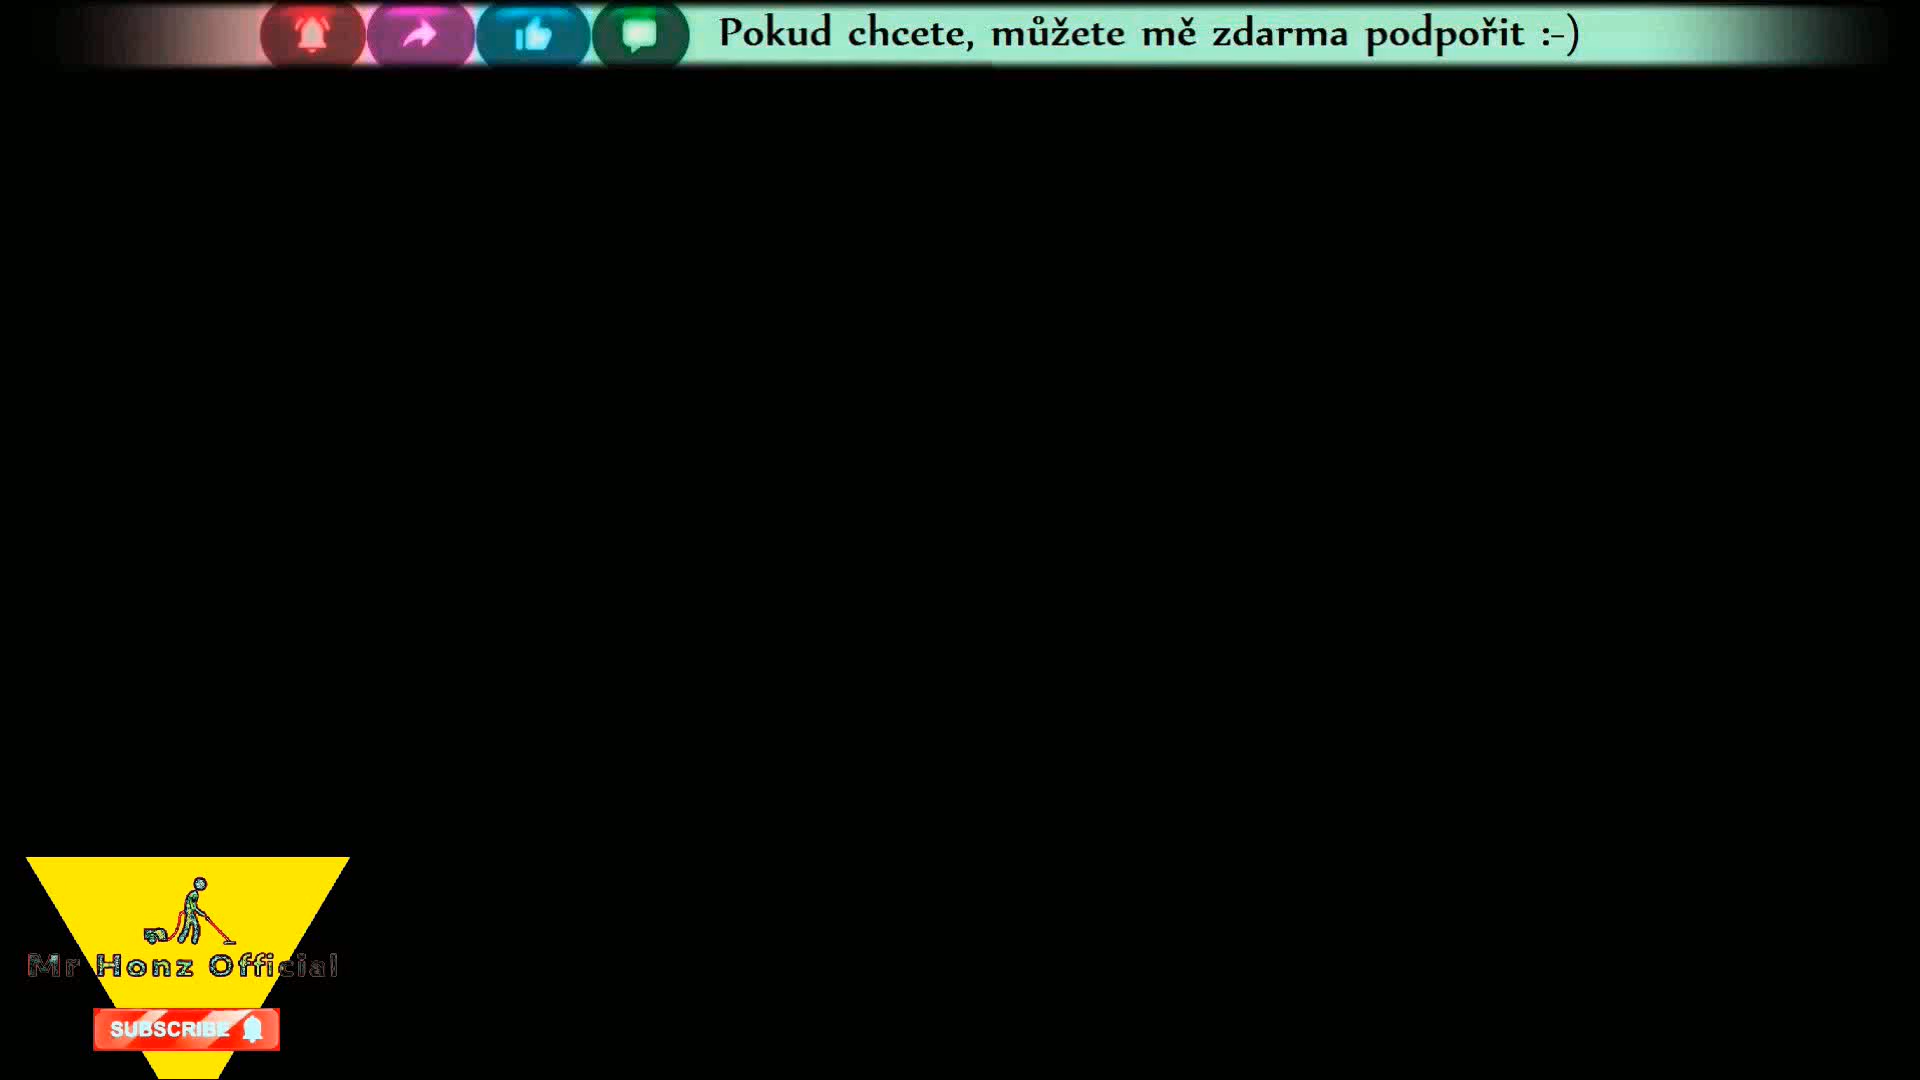 Pokud chcete, můžete mě zdarma podpořit :-)
Mr Honz Official
SUBSCRIBE